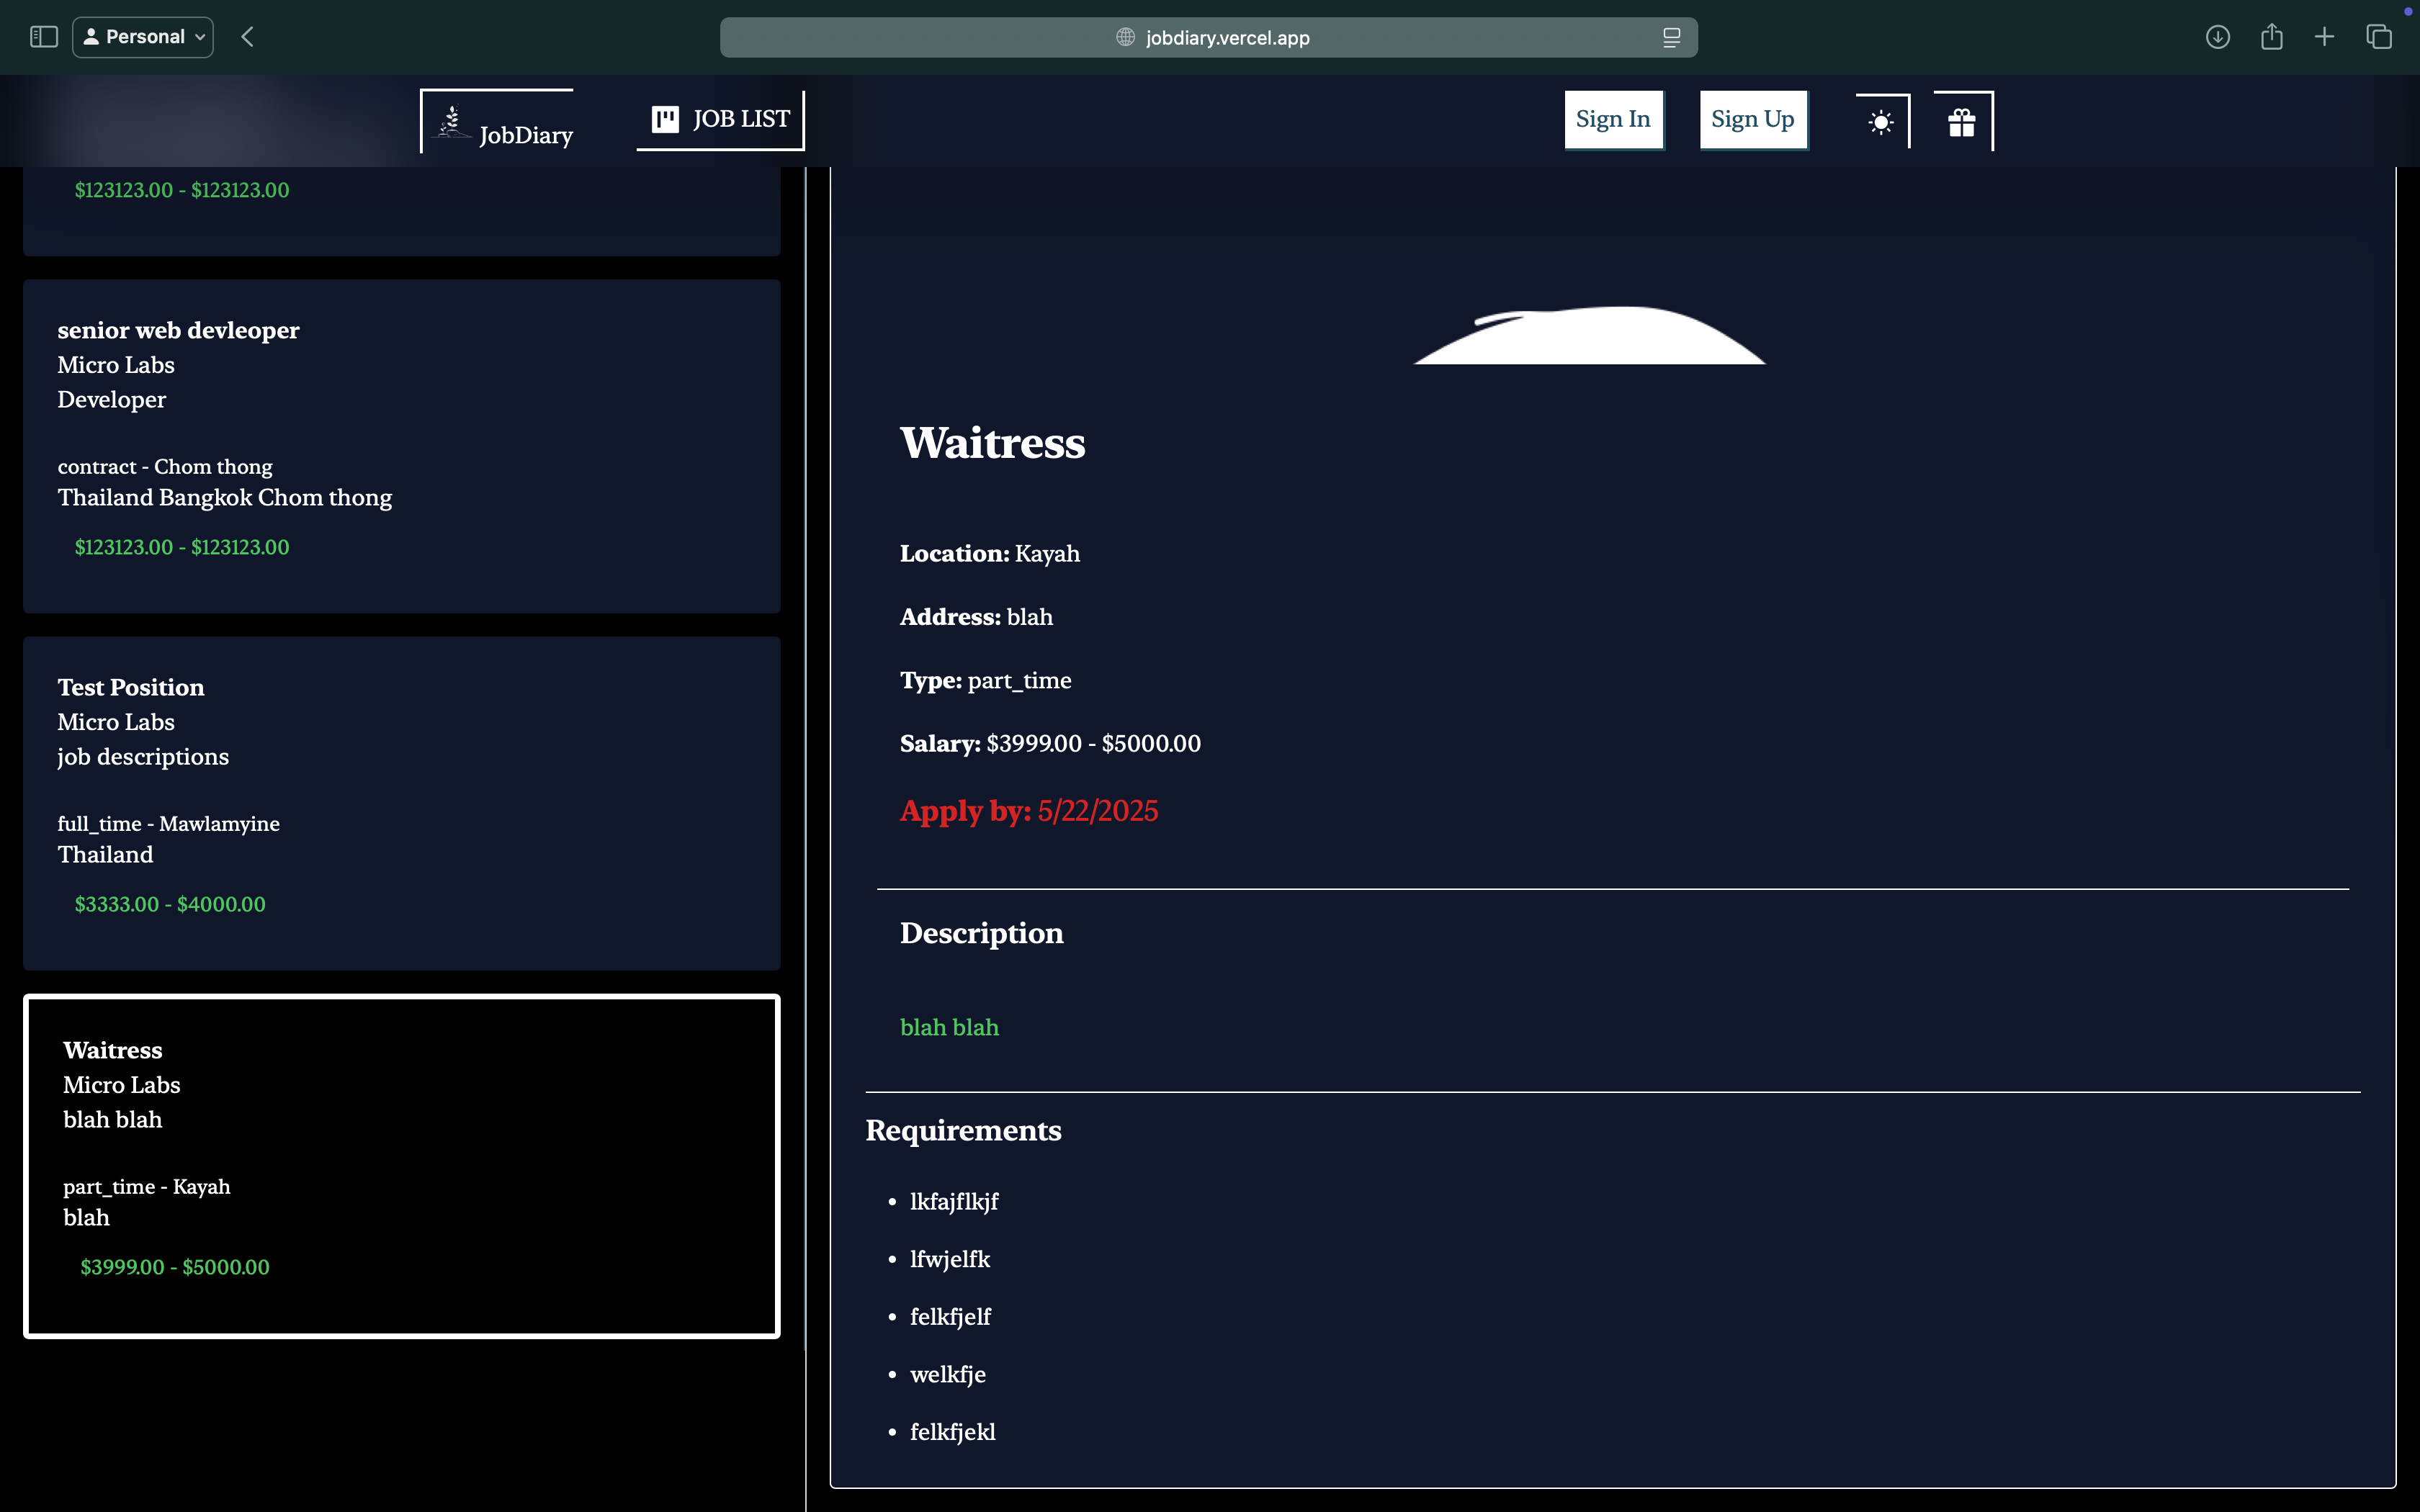 Personal
jobdiary.vercel.app
JobDiary
JOB LIST
Sign In
Sign Up
$123123.00 - $123123.00
senior web devleoper
Micro Labs
Developer
contract - Chom thong
Thailand Bangkok Chom thong
$123123.00 - $123123.00
Test Position
Micro Labs
job descriptions
full_time - Mawlamyine
Thailand
$3333.00 - $4000.00
Waitress
Micro Labs
blah blah
part_time - Kayah
blah
$3999.00 - $5000.00
Waitress
Location: Kayah
Address: blah
Type: part_time
Salary: $3999.00 - $5000.00
Apply by: 5/22/2025
Description
blah blah
Requirements
• lkfajflkjf
• lfwjelfk
• felkfjelf
• welkfje
• felkfjekl